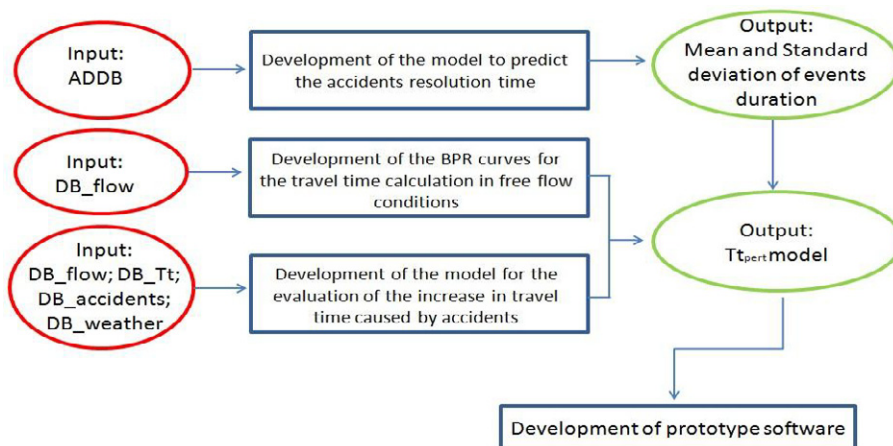 Input:
ADDB
Development of the model to predict
the accidents resolution time
Output:
Mean and Standard
deviation of events
duration
Input:
DB_flow
Development of the BPR curves for
the travel time calculation in free flow
conditions
Input:
DB_flow; DB_Tt;
DB_accidents;
DB_weather
Development of the model for the
evaluation of the increase in travel
time caused by accidents
Output:
Ttpert model
Development of prototype software